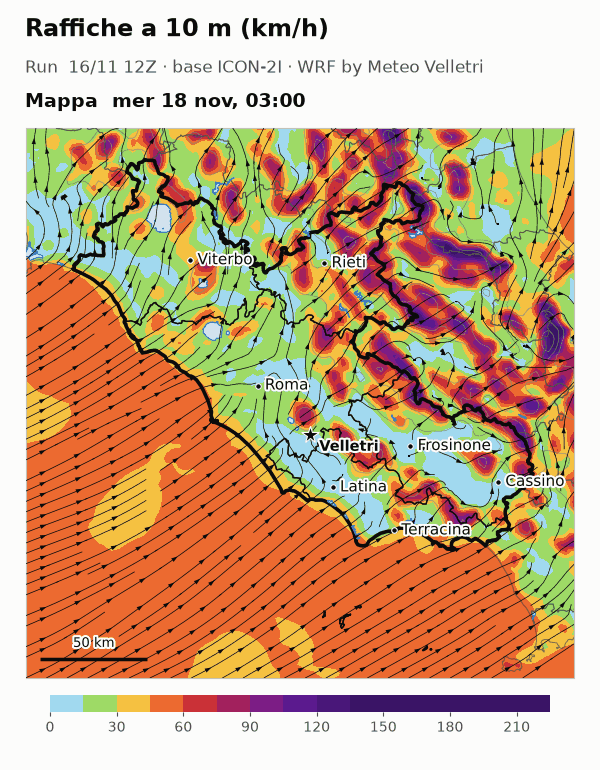 Raffiche a 10 m (km/h)
Run 16/11 12Z · base ICON-2I · WRF by Meteo Velletri
Mappa mer 18 nov, 03:00
Viterbo
Rieti
Roma
Velletri
Frosinone
Cassino
Latina
Terracina
50 km
0 30 60 90 120 150 180 210